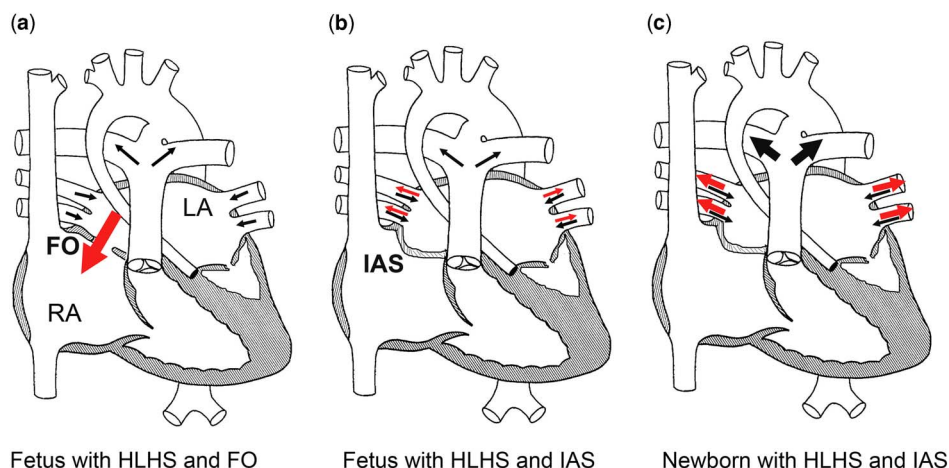 (a)
(b)
(c)
LA
FO
RA
IAS
Fetus with HLHS and FO
Fetus with HLHS and IAS
Newborn with HLHS and IAS